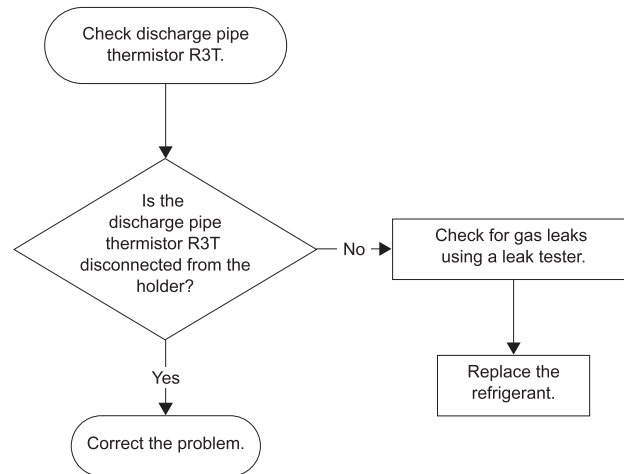 Check discharge pipe
thermistor R3T.
Is the
discharge pipe
thermistor R3T
disconnected from the
holder?
No
Check for gas leaks
using a leak tester.
Yes
Replace the
refrigerant.
Correct the problem.